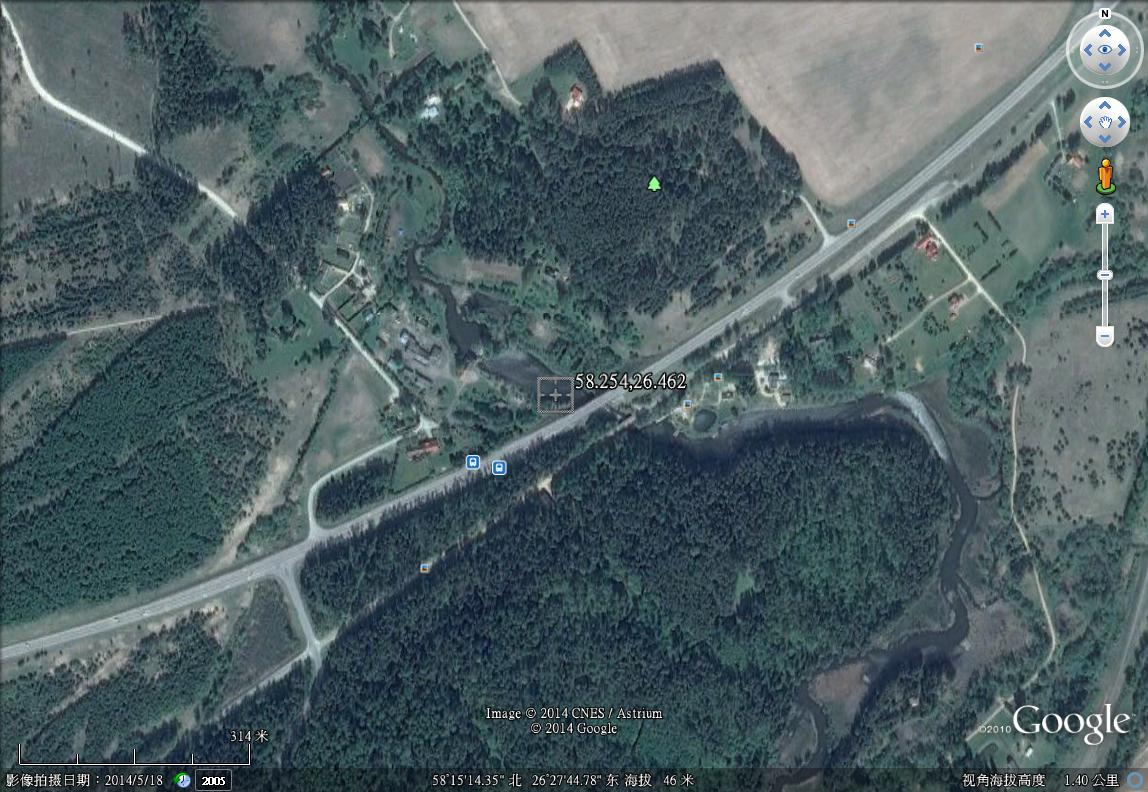 N
58.254,26.462
Image © 2014 CNES / Astrium
© 2014 Google
©2010 Google
314 米
影像拍摄日期：2014/5/18 2005 58°15'14.35" 北 26°27'44.78" 东 海拔 46 米 视角海拔高度 1.40 公里